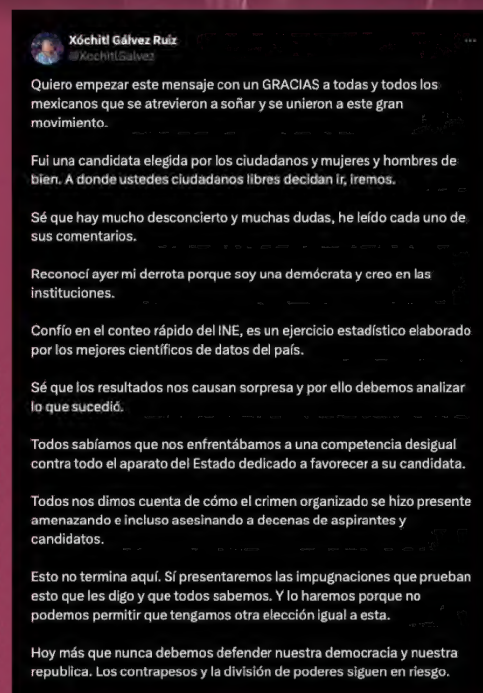 Xóchitl Gálvez Ruiz
@XochitlGalvez
Quiero empezar este mensaje con un GRACIAS a todas y todos los
mexicanos que se atrevieron a soñar y se unieron a este gran
movimiento.
Fui una candidata elegida por los ciudadanos y mujeres y hombres de
bien. A donde ustedes ciudadanos libres decidan ir, iremos.
Sé que hay mucho desconcierto y muchas dudas, he leído cada uno de
sus comentarios.
Reconocí ayer mi derrota porque soy una demócrata y creo en las
instituciones.
Confío en el conteo rápido del INE, es un ejercicio estadístico elaborado
por los mejores científicos de datos del país.
Sé que los resultados nos causan sorpresa y por ello debemos analizar
lo que sucedió.
Todos sabíamos que nos enfrentábamos a una competencia desigual
contra todo el aparato del Estado dedicado a favorecer a su candidata.
Todos nos dimos cuenta de cómo el crimen organizado se hizo presente
amenazando e incluso asesinando a decenas de aspirantes y
candidatos.
Esto no termina aquí. Sí presentaremos las impugnaciones que prueban
esto que les digo y que todos sabemos. Y lo haremos porque no
podemos permitir que tengamos otra elección igual a esta.
Hoy más que nunca debemos defender nuestra democracia y nuestra
republica. Los contrapesos y la división de poderes siguen en riesgo.